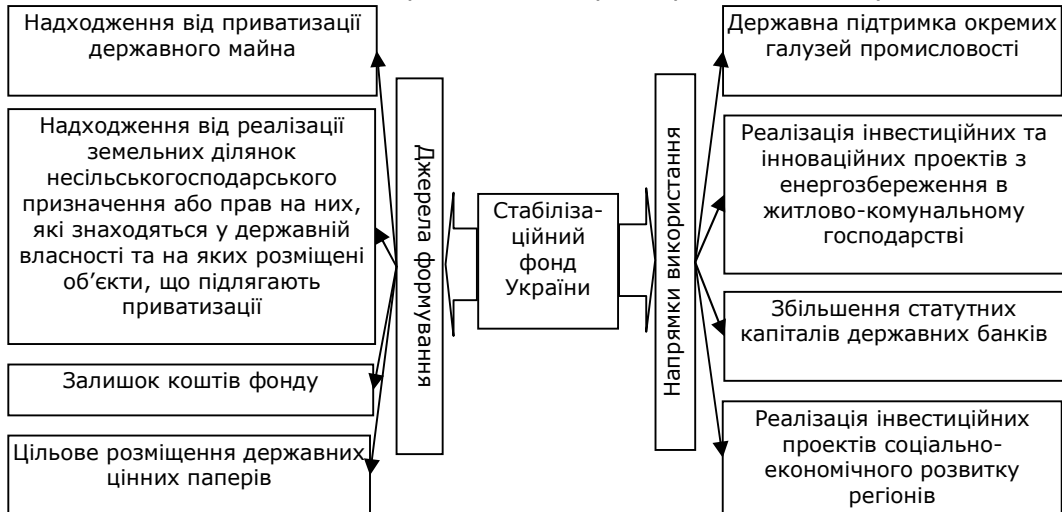 Надходження від приватизації
державного майна
Надходження від реалізації
земельних ділянок
несільськогосподарського
призначення або прав на них,
які знаходяться у державній
власності та на яких розміщені
об’єкти, що підлягають
приватизації
Залишок коштів фонду
Цільове розміщення державних
цінних паперів
Джерела формування
Стабіліза-
ційний
фонд
України
Напрямки використання
Державна підтримка окремих
галузей промисловості
Реалізація інвестиційних та
інноваційних проектів з
енергозбереження в
житлово-комунальному
господарстві
Збільшення статутних
капіталів державних банків
Реалізація інвестиційних
проектів соціально-
економічного розвитку
регіонів